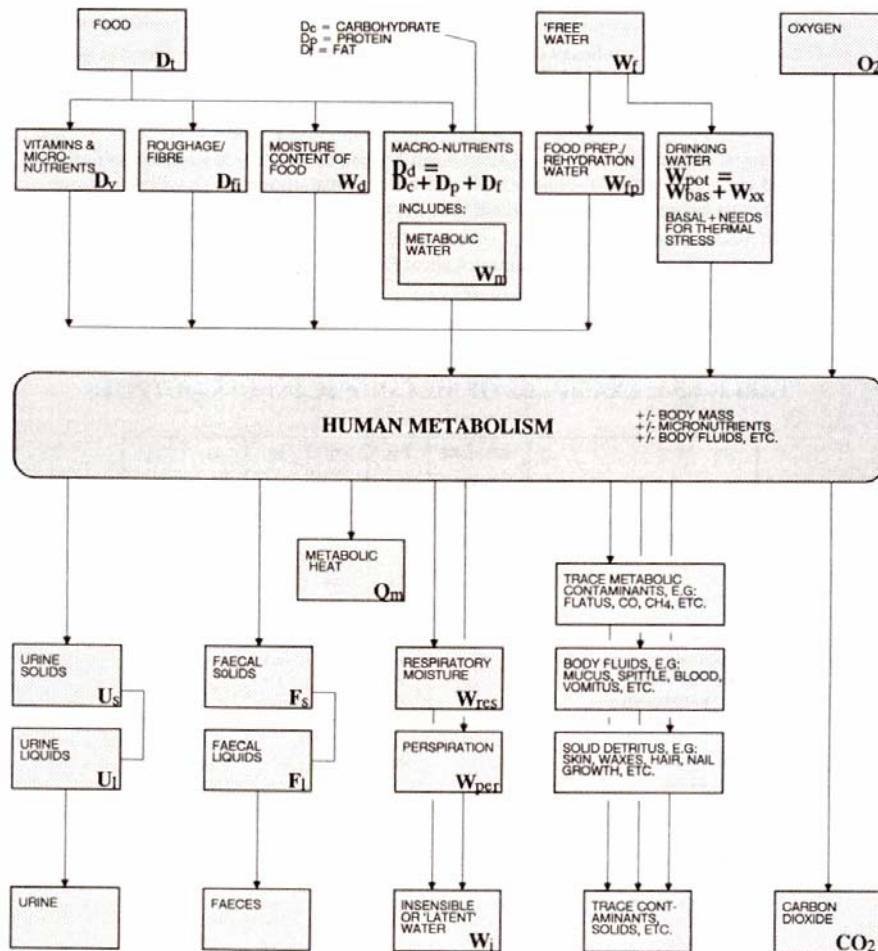 FOOD
Dt
Dc = CARBOHYDRATE
Dp = PROTEIN
Df = FAT
'FREE'
WATER
Wf
OXYGEN
O2
VITAMINS &
MICRO-
NUTRIENTS
Dv
ROUGHAGE/
FIBRE
Dfi
MOISTURE
CONTENT OF
FOOD
Wd
MACRO-NUTRIENTS
Dd =
Dc + Dp + Df
INCLUDES:
METABOLIC
WATER
Wm
FOOD PREP./
REHYDRATION
WATER
Wfp
DRINKING
WATER
Wpot =
Wbas + Wxx
BASAL + NEEDS
FOR THERMAL
STRESS
HUMAN METABOLISM
+/- BODY MASS
+/- MICRONUTRIENTS
+/- BODY FLUIDS, ETC.
METABOLIC
HEAT
Qm
TRACE METABOLIC
CONTAMINANTS, E.G:
FLATUS, CO, CH4, ETC.
URINE
SOLIDS
Us
FAECAL
SOLIDS
Fs
RESPIRATORY
MOISTURE
Wres
BODY FLUIDS, E.G:
MUCUS, SPITTLE, BLOOD,
VOMITUS, ETC.
URINE
LIQUIDS
Ul
FAECAL
LIQUIDS
Fl
PERSPIRATION
Wper
SOLID DETRITUS, E.G:
SKIN, WAXES, HAIR, NAIL
GROWTH, ETC.
URINE
FAECES
INSENSIBLE
OR 'LATENT'
WATER
Wi
TRACE CONT-
AMINANTS,
SOLIDS, ETC.
CARBON
DIOXIDE
CO2